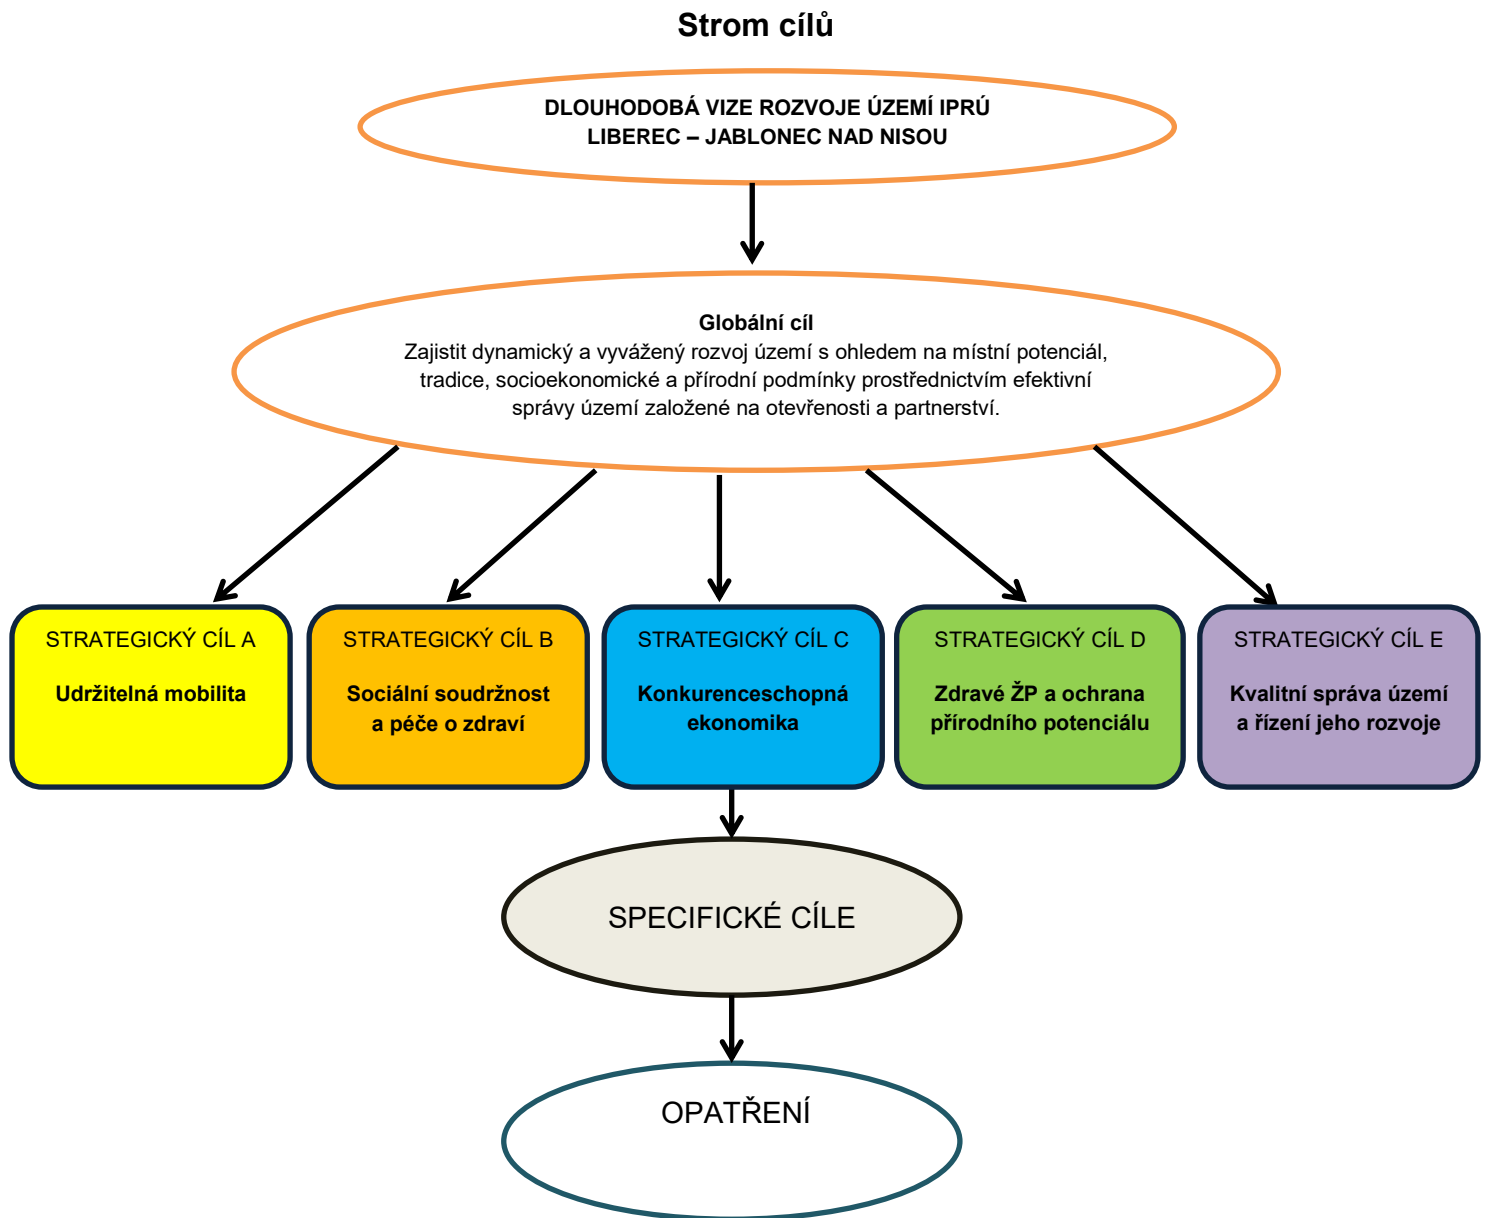 Strom cílů
DLOUHODOBÁ VIZE ROZVOJE ÚZEMÍ IPRÚ
LIBEREC – JABLONEC NAD NISOU
Globální cíl
Zajistit dynamický a vyvážený rozvoj území s ohledem na místní potenciál,
tradice, socioekonomické a přírodní podmínky prostřednictvím efektivní
správy území založené na otevřenosti a partnerství.
STRATEGICKÝ CÍL A
Udržitelná mobilita
STRATEGICKÝ CÍL B
Sociální soudržnost
a péče o zdraví
STRATEGICKÝ CÍL C
Konkurenceschopná
ekonomika
STRATEGICKÝ CÍL D
Zdravé ŽP a ochrana
přírodního potenciálu
STRATEGICKÝ CÍL E
Kvalitní správa území
a řízení jeho rozvoje
SPECIFICKÉ CÍLE
OPATŘENÍ